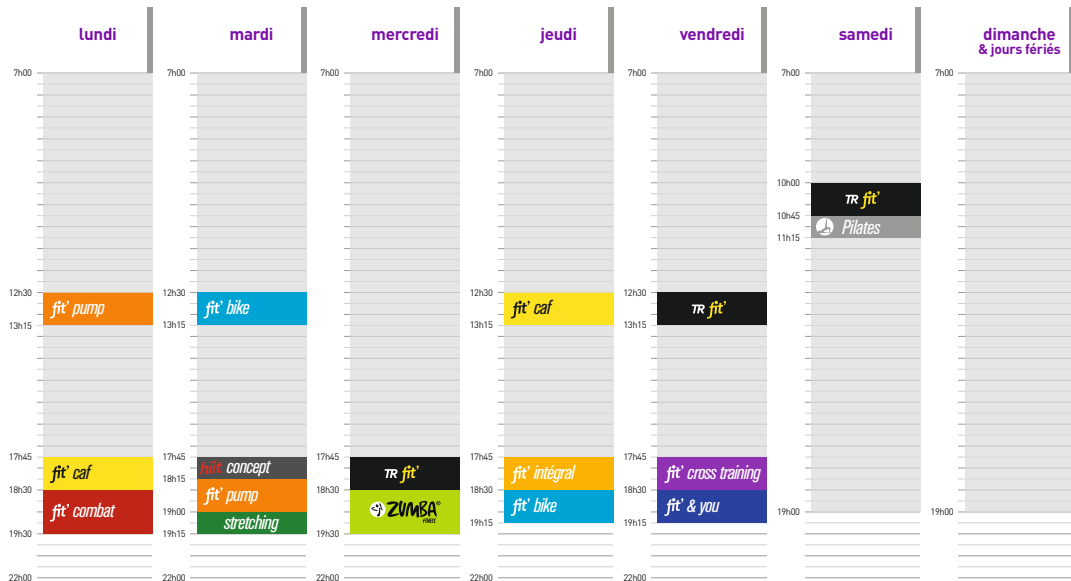 lundi
7h00
12h30
fit' pump
13h15
17h45
fit' caf
18h30
fit' combat
19h30
22h00
mardi
7h00
12h30
fit' bike
13h15
17h45
hiit concept
18h15
fit' pump
19h00
stretching
19h15
22h00
mercredi
7h00
17h45
TR fit'
18h30
ZUMBA®
FITNESS
19h30
22h00
jeudi
7h00
12h30
fit' caf
13h15
17h45
fit' intégral
18h30
fit' bike
19h15
22h00
vendredi
7h00
12h30
TR fit'
13h15
17h45
fit' cross training
18h30
fit' & you
19h15
22h00
samedi
7h00
10h00
TR fit'
10h45
Pilates
11h15
19h00
dimanche
& jours fériés
7h00
19h00